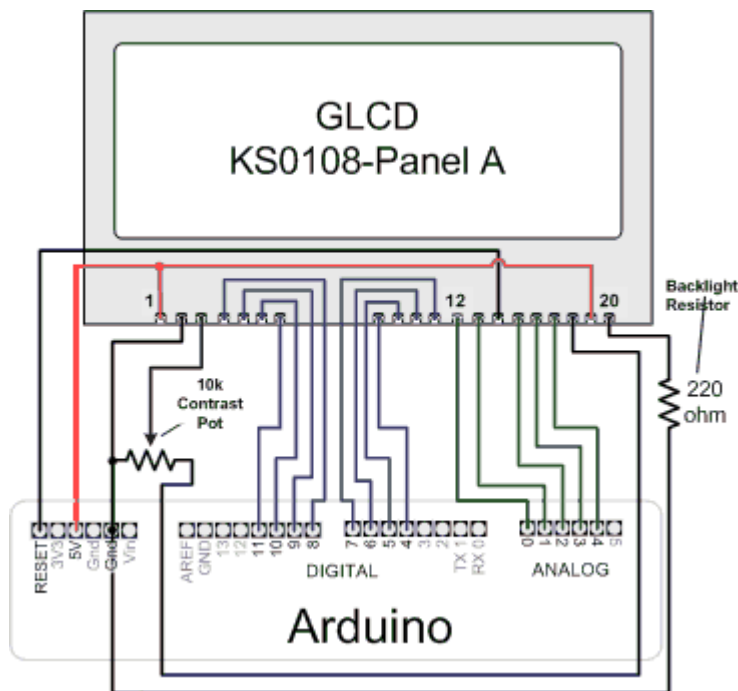 GLCD
KS0108-Panel A
1
12
20
Backlight
Resistor
10k
Contrast
Pot
220
ohm
RESET
3V3
5V
Gnd
Gnd
Vin
AREF
GND
13
12
11
10
9
8
7
6
5
4
3
2
TX 1
RX 0
0
1
2
3
4
5
DIGITAL
ANALOG
Arduino